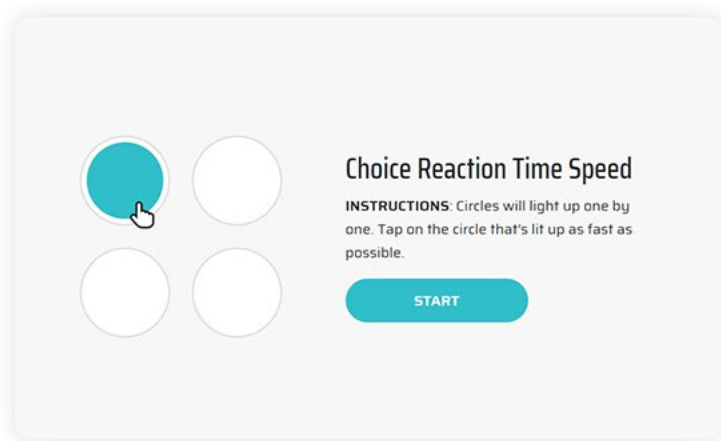 Choice Reaction Time Speed
INSTRUCTIONS: Circles will light up one by
one. Tap on the circle that's lit up as fast as
possible.
START